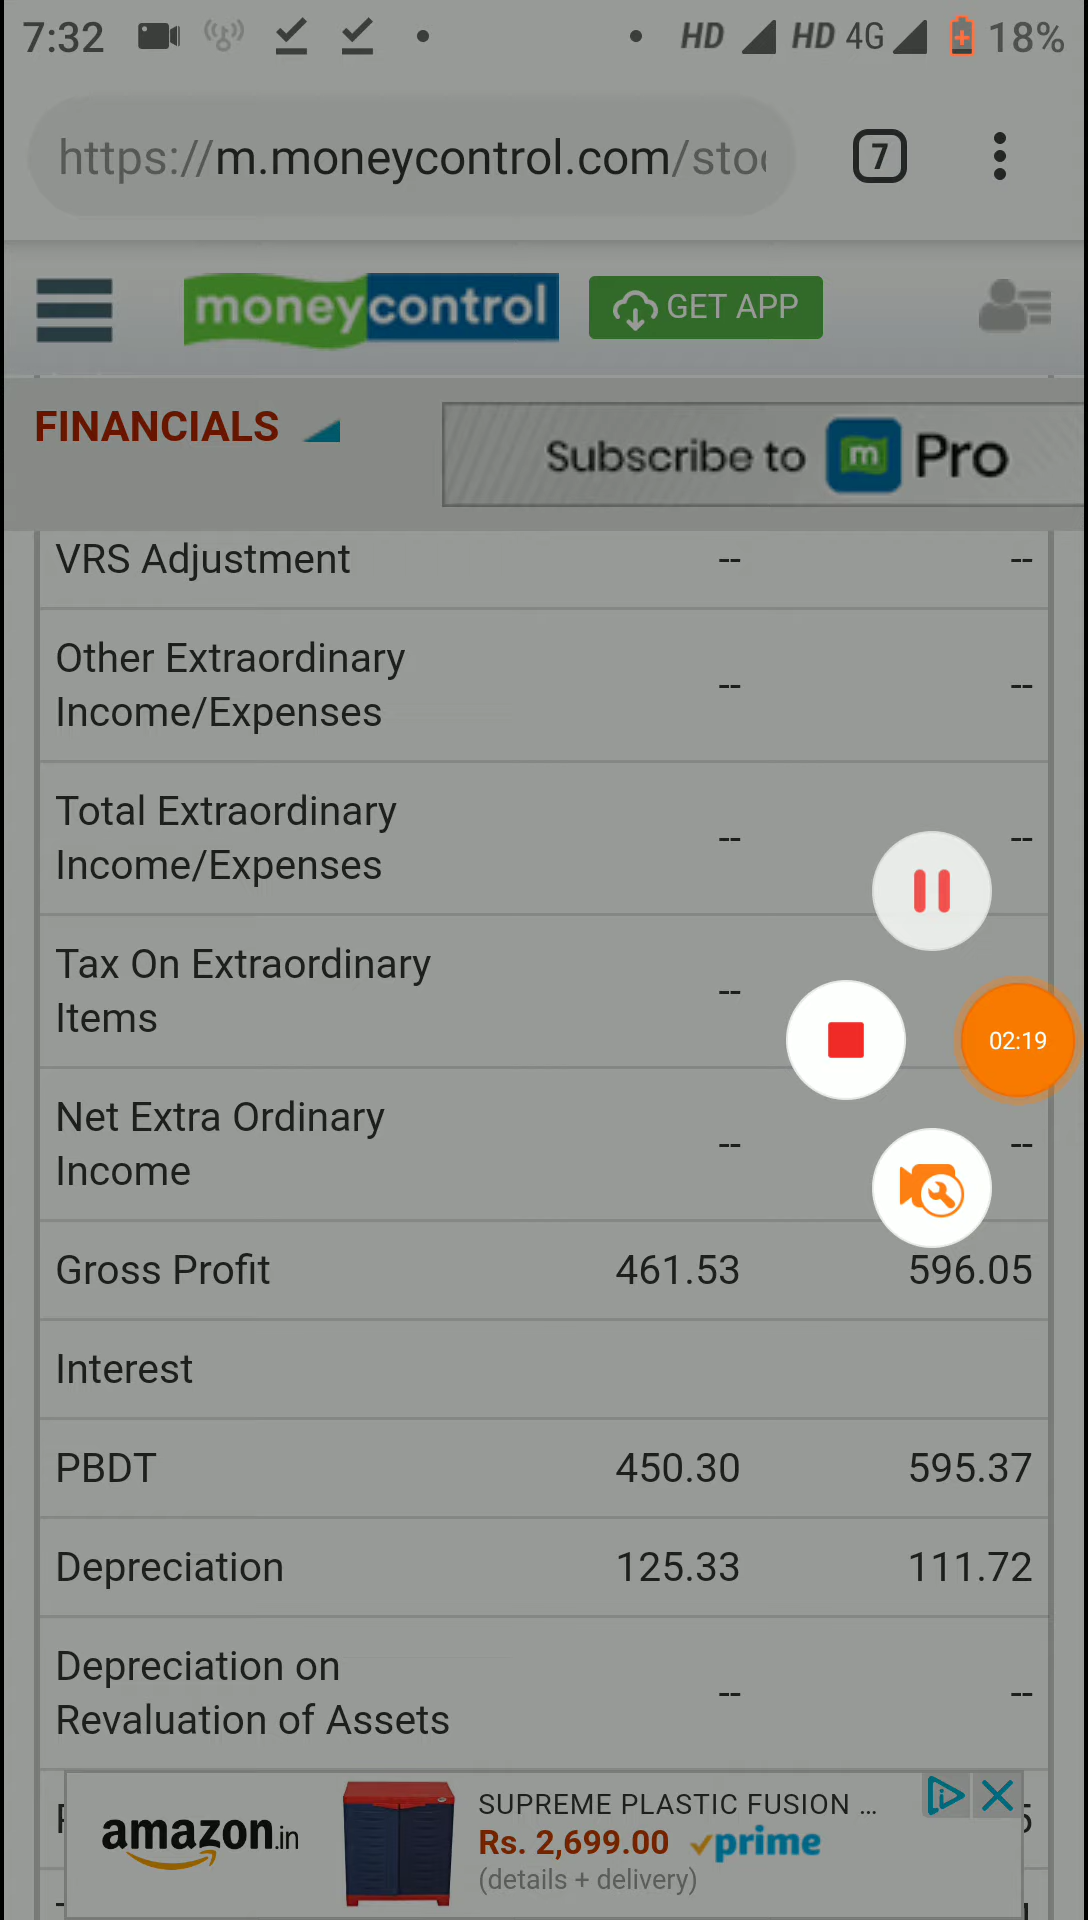 7:32 HD HD 4G 18%
https://m.moneycontrol.com/sto
7
moneycontrol GET APP
FINANCIALS
Subscribe to m Pro
VRS Adjustment -- --
Other Extraordinary
Income/Expenses -- --
Total Extraordinary
Income/Expenses -- --
Tax On Extraordinary
Items --
02:19
Net Extra Ordinary
Income -- --
Gross Profit 461.53 596.05
Interest
PBDT 450.30 595.37
Depreciation 125.33 111.72
Depreciation on
Revaluation of Assets -- --
amazon.in
SUPREME PLASTIC FUSION ...
Rs. 2,699.00 prime
(details + delivery)